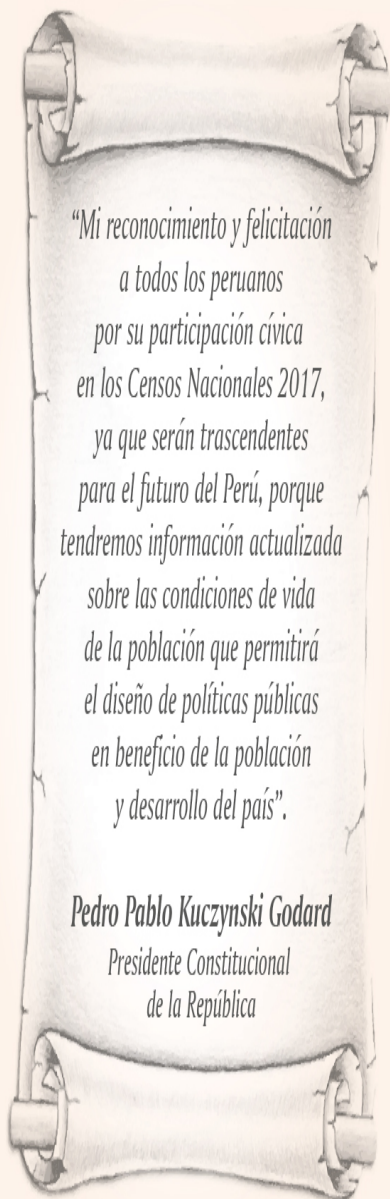 “Mi reconocimiento y felicitación
a todos los peruanos
por su participación cívica
en los Censos Nacionales 2017,
ya que serán trascendentes
para el futuro del Perú, porque
tendremos información actualizada
sobre las condiciones de vida
de la población que permitirá
el diseño de políticas públicas
en beneficio de la población
y desarrollo del país”.
Pedro Pablo Kuczynski Godard
Presidente Constitucional
de la República